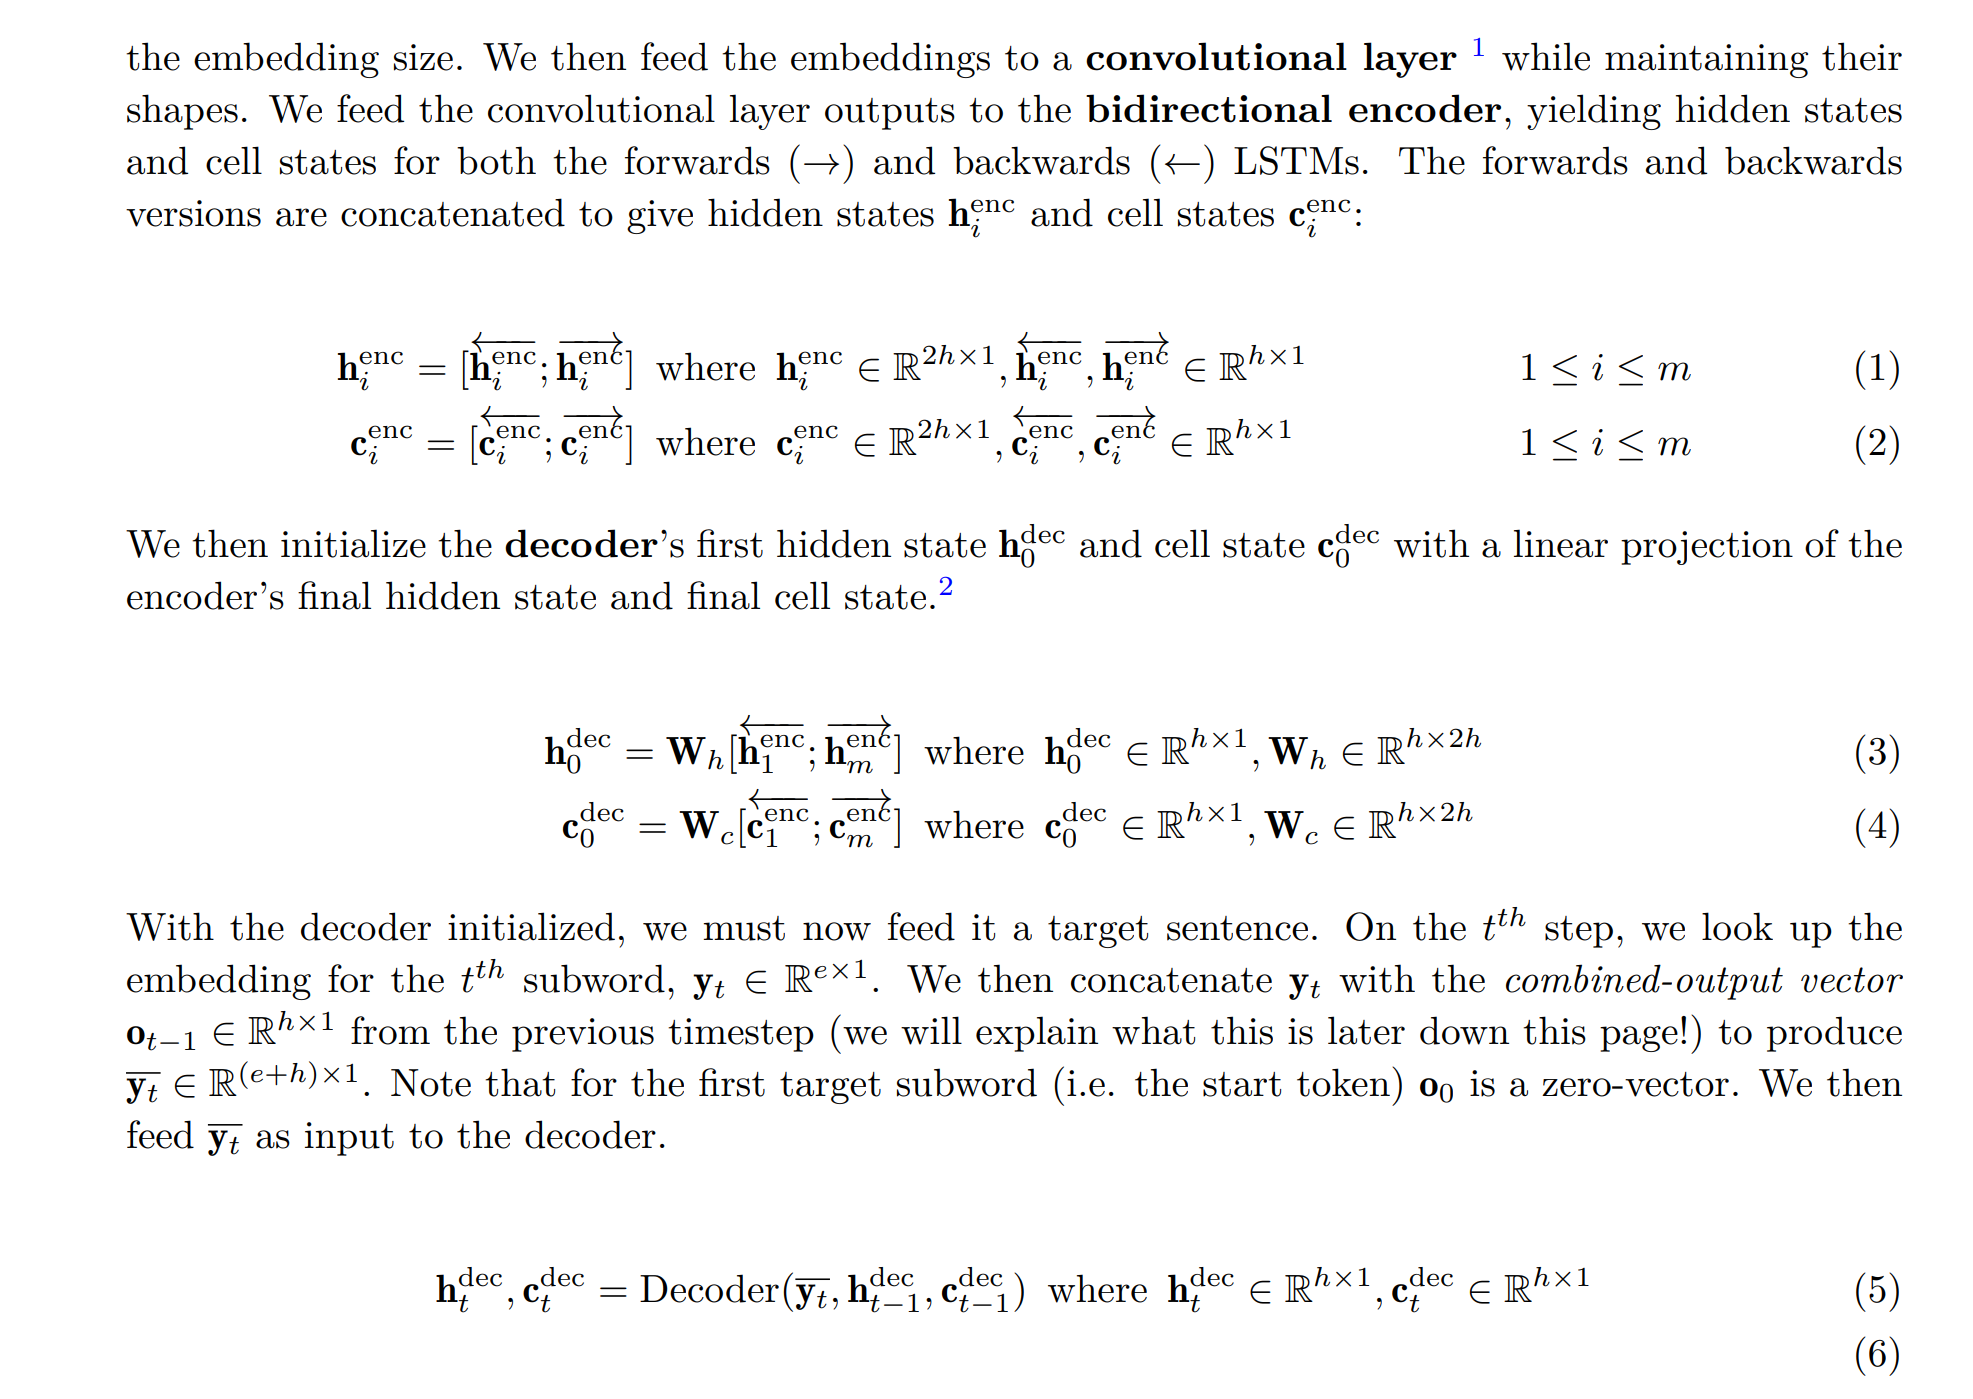 the embedding size. We then feed the embeddings to a convolutional layer ¹ while maintaining their
shapes. We feed the convolutional layer outputs to the bidirectional encoder, yielding hidden states
and cell states for both the forwards (→) and backwards (←) LSTMs. The forwards and backwards
versions are concatenated to give hidden states $\mathbf{h}_i^{\text{enc}}$ and cell states $\mathbf{c}_i^{\text{enc}}$:
$\mathbf{h}_i^{\text{enc}} = [\overleftarrow{\mathbf{h}_i^{\text{enc}}}; \overrightarrow{\mathbf{h}_i^{\text{enc}}}]$ where $\mathbf{h}_i^{\text{enc}} \in \mathbb{R}^{2h \times 1}, \overleftarrow{\mathbf{h}_i^{\text{enc}}}, \overrightarrow{\mathbf{h}_i^{\text{enc}}} \in \mathbb{R}^{h \times 1}$ $1 \leq i \leq m$ (1)
$\mathbf{c}_i^{\text{enc}} = [\overleftarrow{\mathbf{c}_i^{\text{enc}}}; \overrightarrow{\mathbf{c}_i^{\text{enc}}}]$ where $\mathbf{c}_i^{\text{enc}} \in \mathbb{R}^{2h \times 1}, \overleftarrow{\mathbf{c}_i^{\text{enc}}}, \overrightarrow{\mathbf{c}_i^{\text{enc}}} \in \mathbb{R}^{h \times 1}$ $1 \leq i \leq m$ (2)
We then initialize the decoder's first hidden state $\mathbf{h}_0^{\text{dec}}$ and cell state $\mathbf{c}_0^{\text{dec}}$ with a linear projection of the
encoder's final hidden state and final cell state.²
$\mathbf{h}_0^{\text{dec}} = \mathbf{W}_h[\overleftarrow{\mathbf{h}_1^{\text{enc}}}; \overrightarrow{\mathbf{h}_m^{\text{enc}}}]$ where $\mathbf{h}_0^{\text{dec}} \in \mathbb{R}^{h \times 1}, \mathbf{W}_h \in \mathbb{R}^{h \times 2h}$ (3)
$\mathbf{c}_0^{\text{dec}} = \mathbf{W}_c[\overleftarrow{\mathbf{c}_1^{\text{enc}}}; \overrightarrow{\mathbf{c}_m^{\text{enc}}}]$ where $\mathbf{c}_0^{\text{dec}} \in \mathbb{R}^{h \times 1}, \mathbf{W}_c \in \mathbb{R}^{h \times 2h}$ (4)
With the decoder initialized, we must now feed it a target sentence. On the $t^{th}$ step, we look up the
embedding for the $t^{th}$ subword, $\mathbf{y}_t \in \mathbb{R}^{e \times 1}$. We then concatenate $\mathbf{y}_t$ with the combined-output vector
$\mathbf{o}_{t-1} \in \mathbb{R}^{h \times 1}$ from the previous timestep (we will explain what this is later down this page!) to produce
$\overline{\mathbf{y}_t} \in \mathbb{R}^{(e+h) \times 1}$. Note that for the first target subword (i.e. the start token) $\mathbf{o}_0$ is a zero-vector. We then
feed $\overline{\mathbf{y}_t}$ as input to the decoder.
$\mathbf{h}_t^{\text{dec}}, \mathbf{c}_t^{\text{dec}} = \text{Decoder}(\overline{\mathbf{y}_t}, \mathbf{h}_{t-1}^{\text{dec}}, \mathbf{c}_{t-1}^{\text{dec}})$ where $\mathbf{h}_t^{\text{dec}} \in \mathbb{R}^{h \times 1}, \mathbf{c}_t^{\text{dec}} \in \mathbb{R}^{h \times 1}$ (5)
(6)